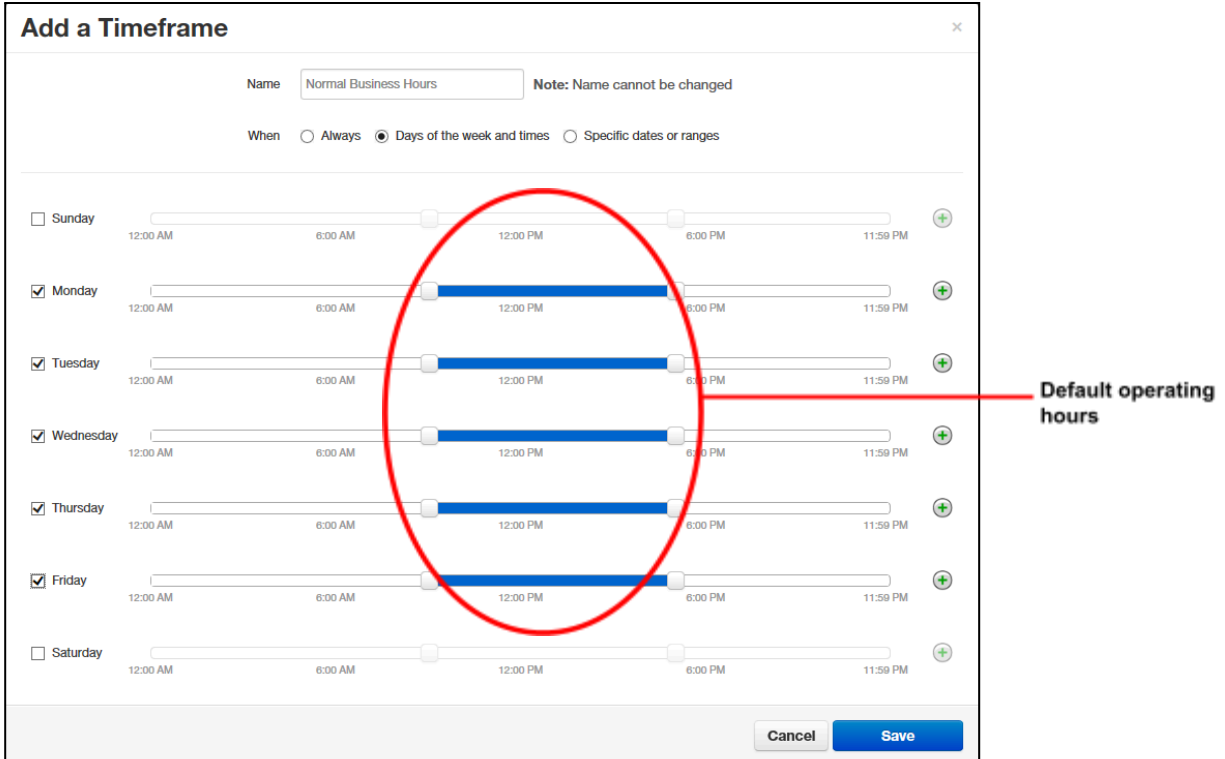 Add a Timeframe ×
Name Normal Business Hours Note: Name cannot be changed
When Always Days of the week and times Specific dates or ranges
Sunday
12:00 AM 6:00 AM 12:00 PM 6:00 PM 11:59 PM
Monday
12:00 AM 6:00 AM 12:00 PM 6:00 PM 11:59 PM
Tuesday
12:00 AM 6:00 AM 12:00 PM 6:00 PM 11:59 PM
Default operating
hours
Wednesday
12:00 AM 6:00 AM 12:00 PM 6:00 PM 11:59 PM
Thursday
12:00 AM 6:00 AM 12:00 PM 6:00 PM 11:59 PM
Friday
12:00 AM 6:00 AM 12:00 PM 6:00 PM 11:59 PM
Saturday
12:00 AM 6:00 AM 12:00 PM 6:00 PM 11:59 PM
Cancel Save